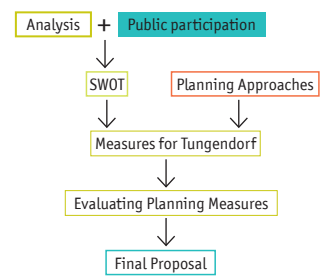 Analysis + Public participation
SWOT Planning Approaches
Measures for Tungendorf
Evaluating Planning Measures
Final Proposal